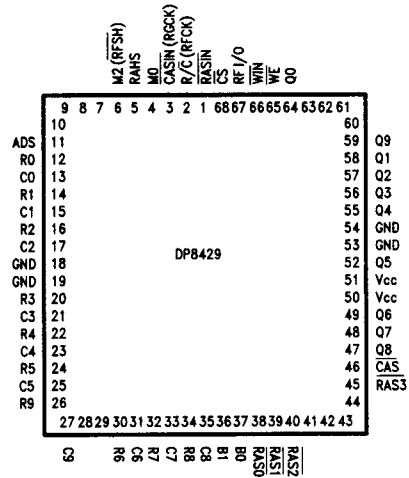 M2 (RFSH)
RAHS
M0
CASIN (RGCK)
R/C (RFCK)
RASIN
CS
RF I/O
WIN
WE
Q0
9 8 7 6 5 4 3 2 1 68 67 66 65 64 63 62 61
10 60
ADS 11 59 Q9
R0 12 58 Q1
C0 13 57 Q2
R1 14 56 Q3
C1 15 55 Q4
R2 16 54 GND
C2 17 53 GND
DP8429
GND 18 52 Q5
GND 19 51 Vcc
R3 20 50 Vcc
C3 21 49 Q6
R4 22 48 Q7
C4 23 47 Q8
R5 24 46 CAS
C5 25 45 RAS3
R9 26 44
27 28 29 30 31 32 33 34 35 36 37 38 39 40 41 42 43
C9
R6
C6
R7
C7
R8
C8
B1
B0
RAS0
RAS1
RAS2